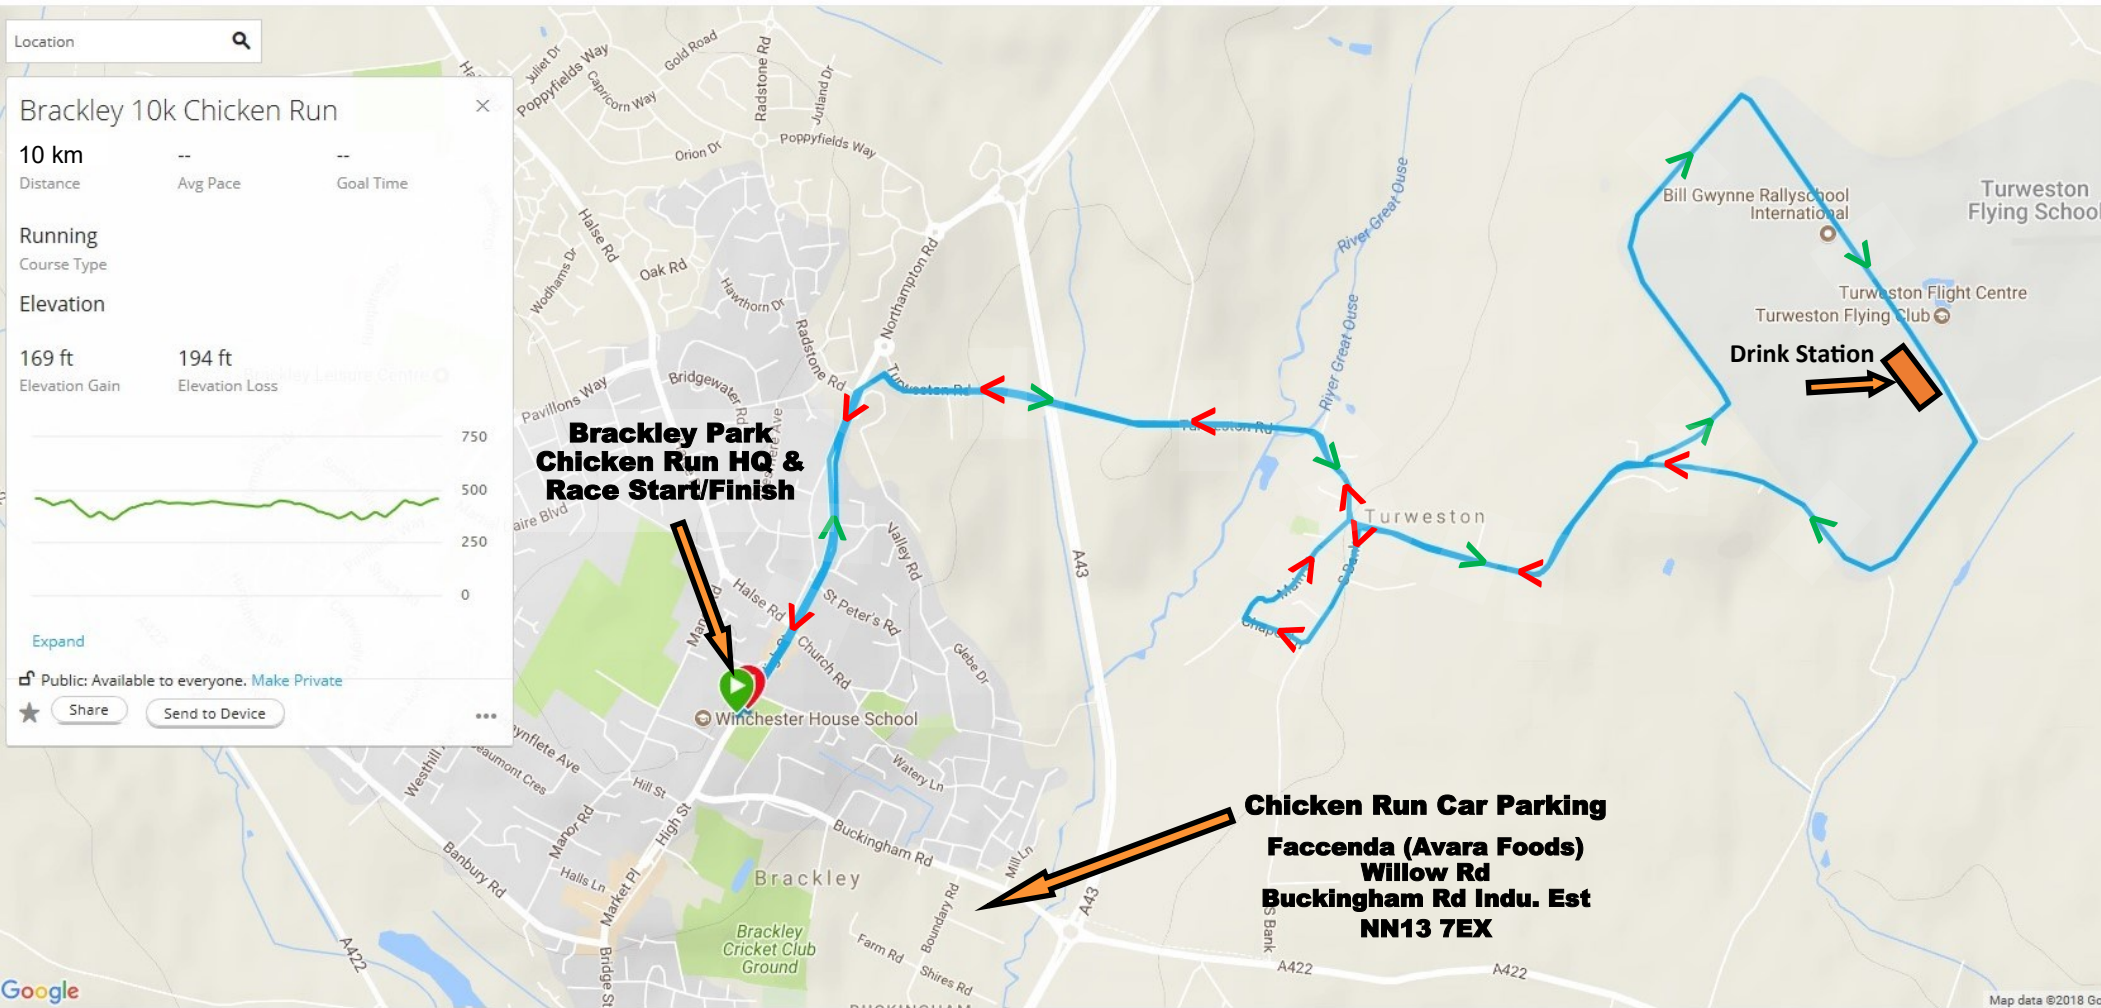 Location
Brackley 10k Chicken Run
10 km
--
--
Distance
Avg Pace
Goal Time
Running
Course Type
Elevation
169 ft
194 ft
Elevation Gain
Elevation Loss
750
500
250
0
Expand
Public: Available to everyone. Make Private
Share
Send to Device
Juliet Dr
Poppyfields Way
Capricorn Way
Gold Road
Radstone Rd
Jutland Dr
Poppyfields Way
Orion Dr
Halse Rd
Oak Rd
Wodhams Dr
Hawthorn Dr
Northampton Rd
Radstone Rd
Bridgewater Rd
Pavillons Way
Turweston Rd
Turweston Rd
Brackley Park
Chicken Run HQ &
Race Start/Finish
Valley Rd
Halse Rd
St Peter's Rd
Church Rd
Glebe Dr
Winchester House School
Watery Ln
Westhill
Beaumont Cres
Hill St
Manor Rd
High St
Banbury Rd
Halls Ln
Market Pl
Bridge St
Buckingham Rd
Mill Ln
Brackley
Boundary Rd
Brackley
Cricket Club
Ground
Farm Rd
Shires Rd
BUCKINGHAM
A422
A43
A43
A422
A422
S Bank
River Great Ouse
River Great Ouse
Turweston
Bill Gwynne Rallyschool
International
Turweston
Flying School
Turweston Flight Centre
Turweston Flying Club
Drink Station
Chicken Run Car Parking
Faccenda (Avara Foods)
Willow Rd
Buckingham Rd Indu. Est
NN13 7EX
Google
Map data ©2018 Go